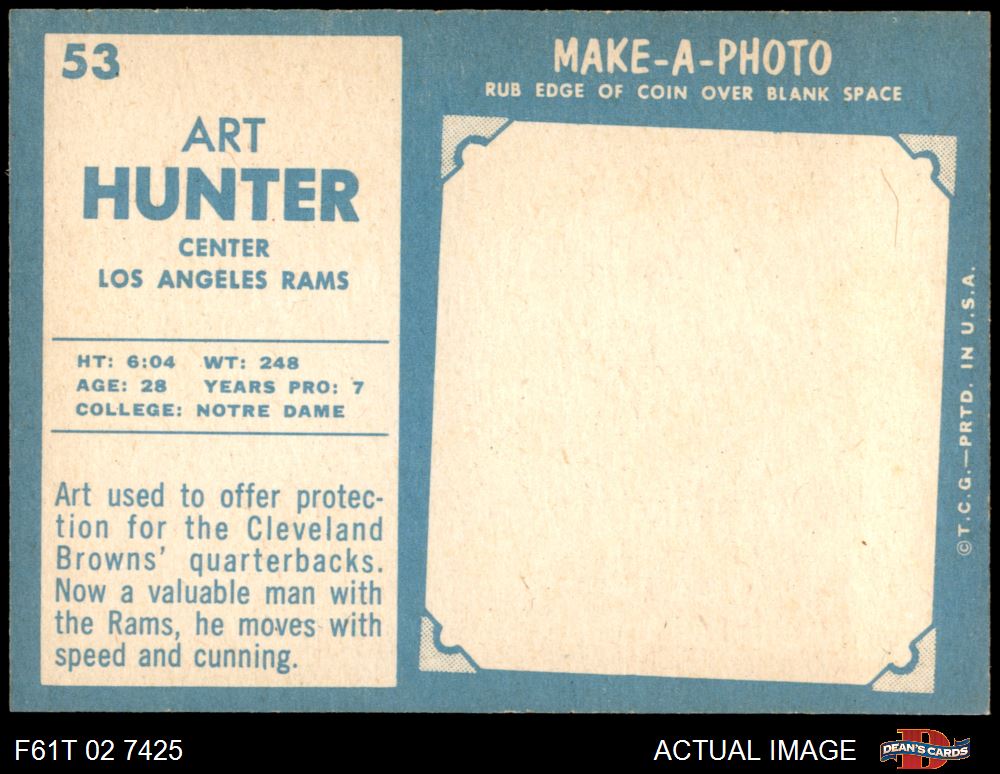 53
ART
HUNTER
CENTER
LOS ANGELES RAMS
HT: 6:04 WT: 248
AGE: 28 YEARS PRO: 7
COLLEGE: NOTRE DAME
Art used to offer protec-
tion for the Cleveland
Browns' quarterbacks.
Now a valuable man with
the Rams, he moves with
speed and cunning.
MAKE-A-PHOTO
RUB EDGE OF COIN OVER BLANK SPACE
© T.C.G.—PRTD. IN U.S.A.
F61T 02 7425
ACTUAL IMAGE
DEAN'S CARDS